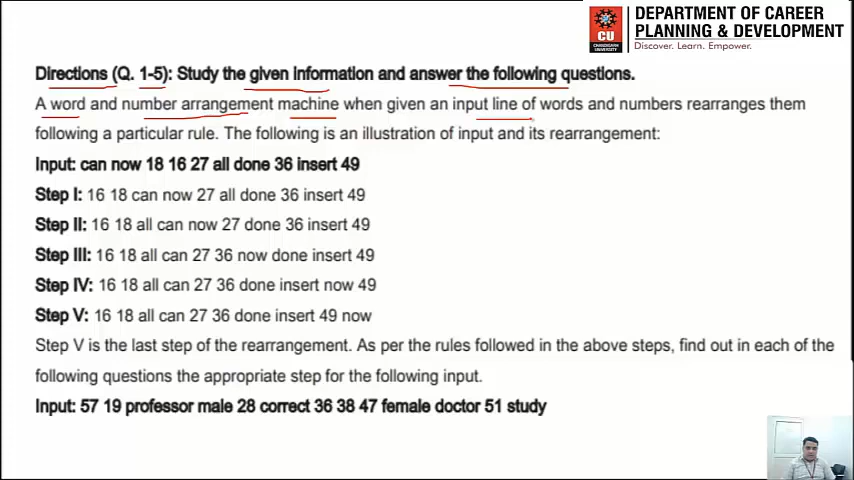 DEPARTMENT OF CAREER
PLANNING & DEVELOPMENT
Discover. Learn. Empower.
CU
CHANDIGARH
UNIVERSITY
Directions (Q. 1-5): Study the given information and answer the following questions.
A word and number arrangement machine when given an input line of words and numbers rearranges them
following a particular rule. The following is an illustration of input and its rearrangement:
Input: can now 18 16 27 all done 36 insert 49
Step I: 16 18 can now 27 all done 36 insert 49
Step II: 16 18 all can now 27 done 36 insert 49
Step III: 16 18 all can 27 36 now done insert 49
Step IV: 16 18 all can 27 36 done insert now 49
Step V: 16 18 all can 27 36 done insert 49 now
Step V is the last step of the rearrangement. As per the rules followed in the above steps, find out in each of the
following questions the appropriate step for the following input.
Input: 57 19 professor male 28 correct 36 38 47 female doctor 51 study